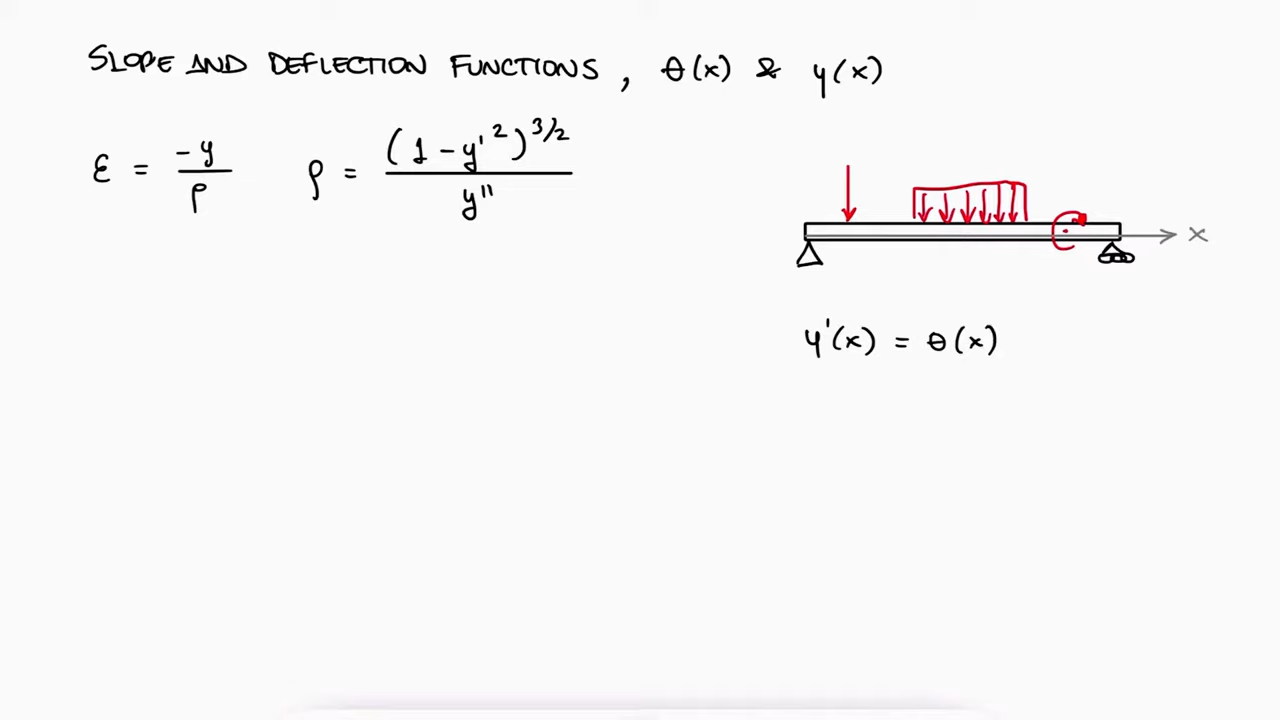 SLOPE AND DEFLECTION FUNCTIONS, θ(x) & y(x)
ε = -y/ρ ρ = (1 - y'²)^3/2 / y''
x
y'(x) = θ(x)